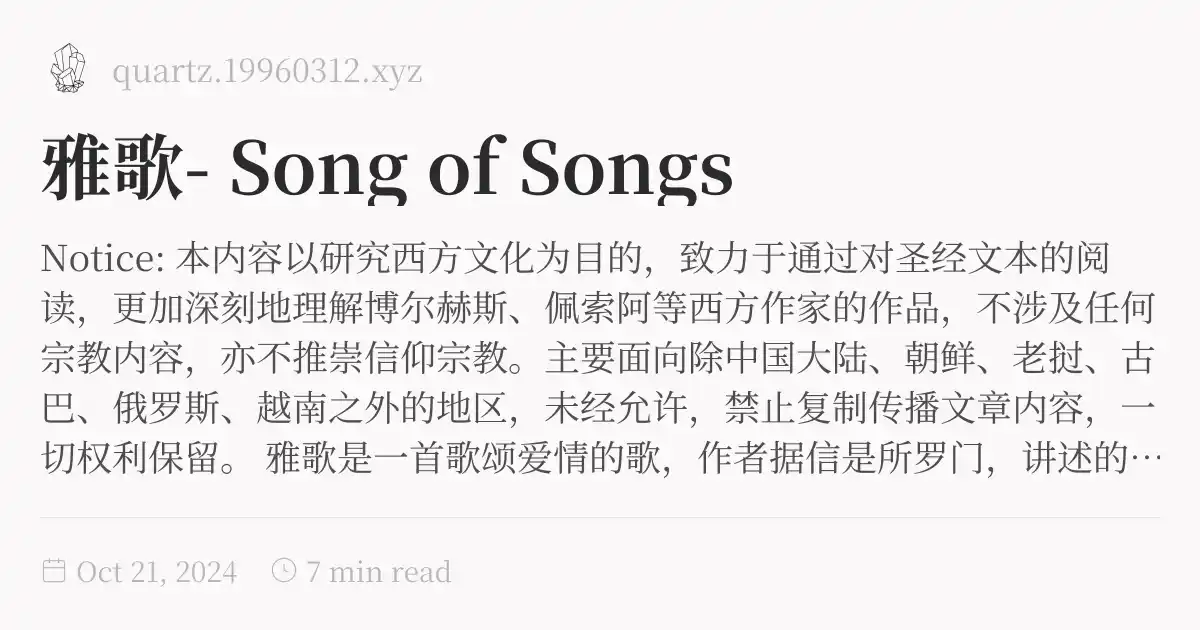 quartz.19960312.xyz
雅歌- Song of Songs
Notice: 本内容以研究西方文化为目的，致力于通过对圣经文本的阅
读，更加深刻地理解博尔赫斯、佩索阿等西方作家的作品，不涉及任何
宗教内容，亦不推崇信仰宗教。主要面向除中国大陆、朝鲜、老挝、古
巴、俄罗斯、越南之外的地区，未经允许，禁止复制传播文章内容，一
切权利保留。 雅歌是一首歌颂爱情的歌，作者据信是所罗门，讲述的…
Oct 21, 2024 7 min read